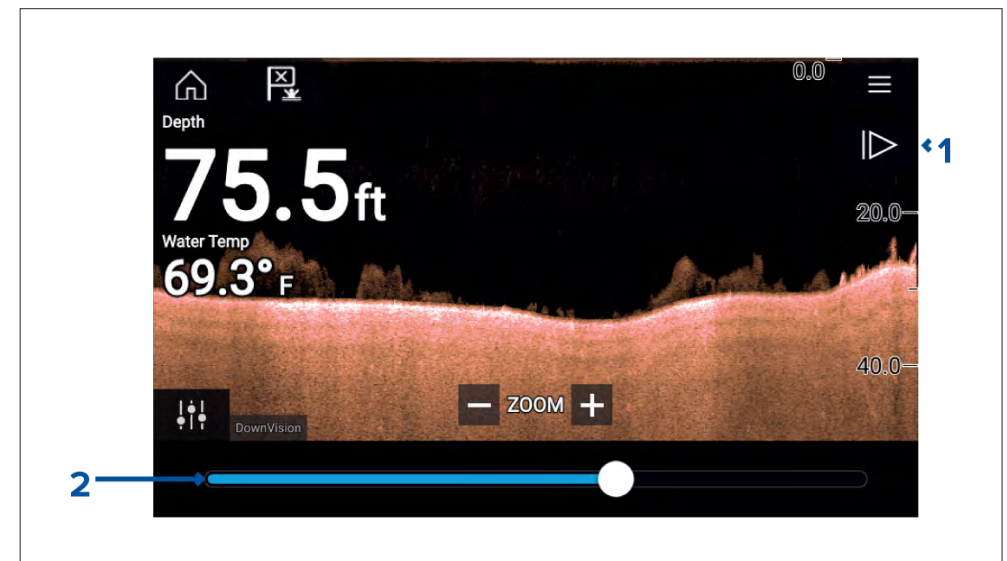 0.0
Depth
1
75.5ft
20.0
Water Temp
69.3° F
40.0
ZOOM
DownVision
2